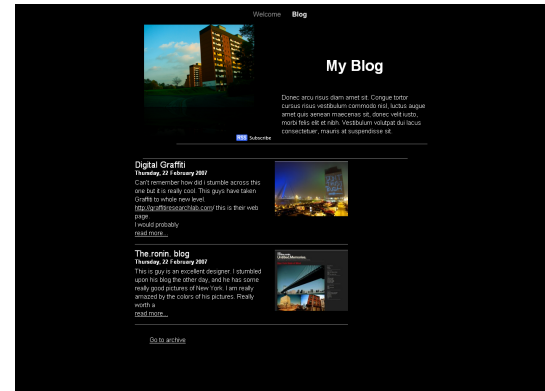 Welcome Blog
My Blog
Donec arcu risus diam amet sit. Congue tortor
cursus risus vestibulum commodo nisl, luctus augue
amet quis aenean maecenas sit, donec velit iusto,
morbi felis elit et nibh. Vestibulum volutpat dui lacus
consectetuer, mauris at suspendisse sit.
RSS Subscribe
Digital Graffiti
Thursday, 22 February 2007
Can't remember how did i stumble across this
one but it is really cool. This guys have taken
Graffiti to whole new level.
http://graffitiresearchlab.com/ this is their web
page.
I would probably
read more...
The.ronin. blog
Thursday, 22 February 2007
This is guy is an excellent designer. I stumbled
upon his blog the other day, and he has some
really good pictures of New York. I am really
amazed by the colors of his pictures. Really
worth a
read more...
Go to archive